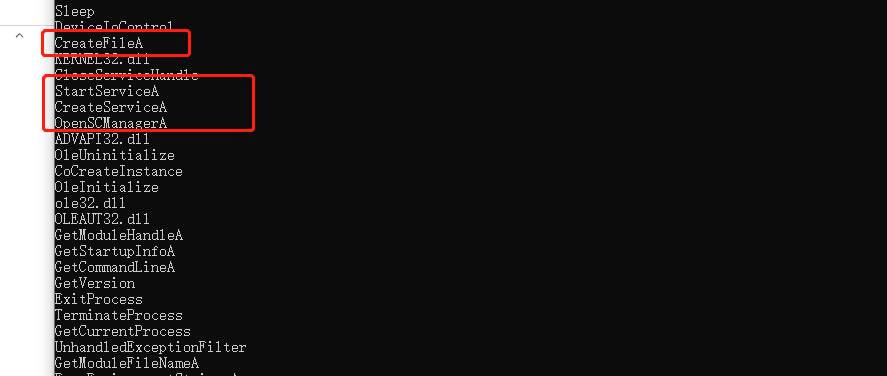 Sleep
DeviceIoControl
CreateFileA
KERNEL32.dll
CloseServiceHandle
StartServiceA
CreateServiceA
OpenSCManagerA
ADVAPI32.dll
OleUninitialize
CoCreateInstance
OleInitialize
ole32.dll
OLEAUT32.dll
GetModuleHandleA
GetStartupInfoA
GetCommandLineA
GetVersion
ExitProcess
TerminateProcess
GetCurrentProcess
UnhandledExceptionFilter
GetModuleFileNameA